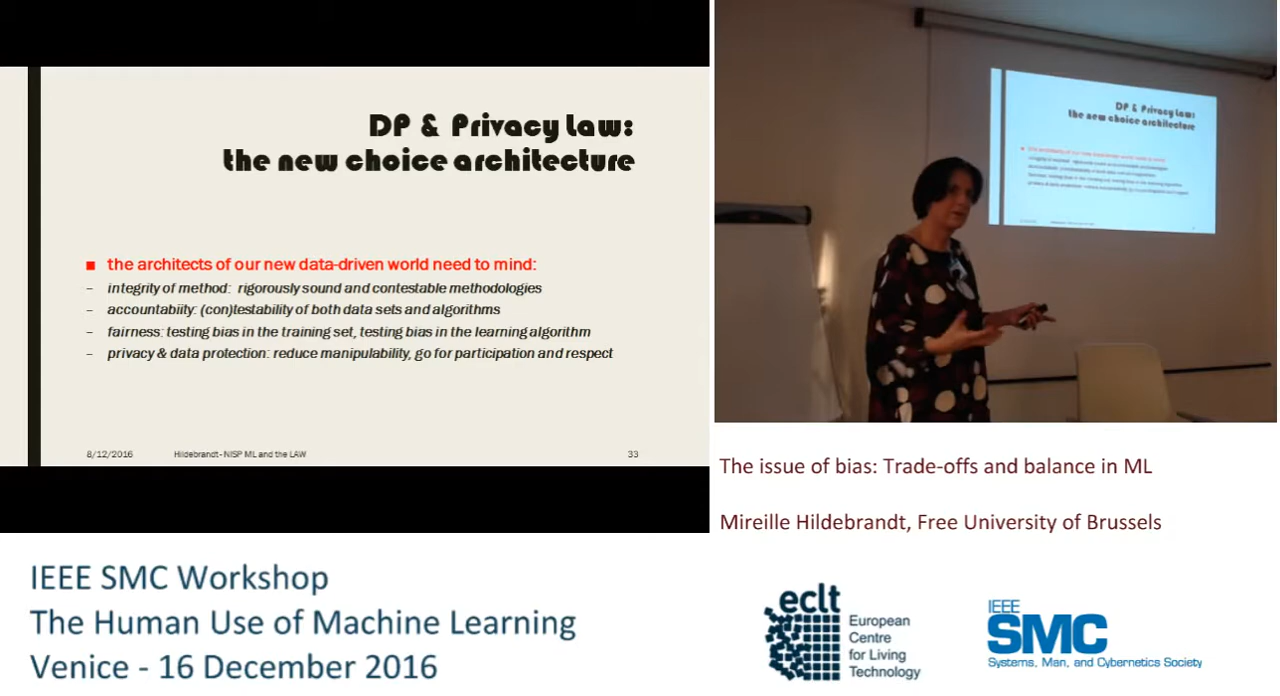 DP & Privacy Law:
the new choice architecture
the architects of our new data-driven world need to mind:
– integrity of method: rigorously sound and contestable methodologies
– accountabiity: (con)testability of both data sets and algorithms
– fairness: testing bias in the training set, testing bias in the learning algorithm
– privacy & data protection: reduce manipulability, go for participation and respect
8/12/2016 Hildebrandt - NISP ML and the LAW 33
DP & Privacy Law:
the new choice architecture
The issue of bias: Trade-offs and balance in ML
Mireille Hildebrandt, Free University of Brussels
IEEE SMC Workshop
The Human Use of Machine Learning
Venice - 16 December 2016
eclt
European
Centre
for Living
Technology
IEEE
SMC
Systems, Man, and Cybernetics Society